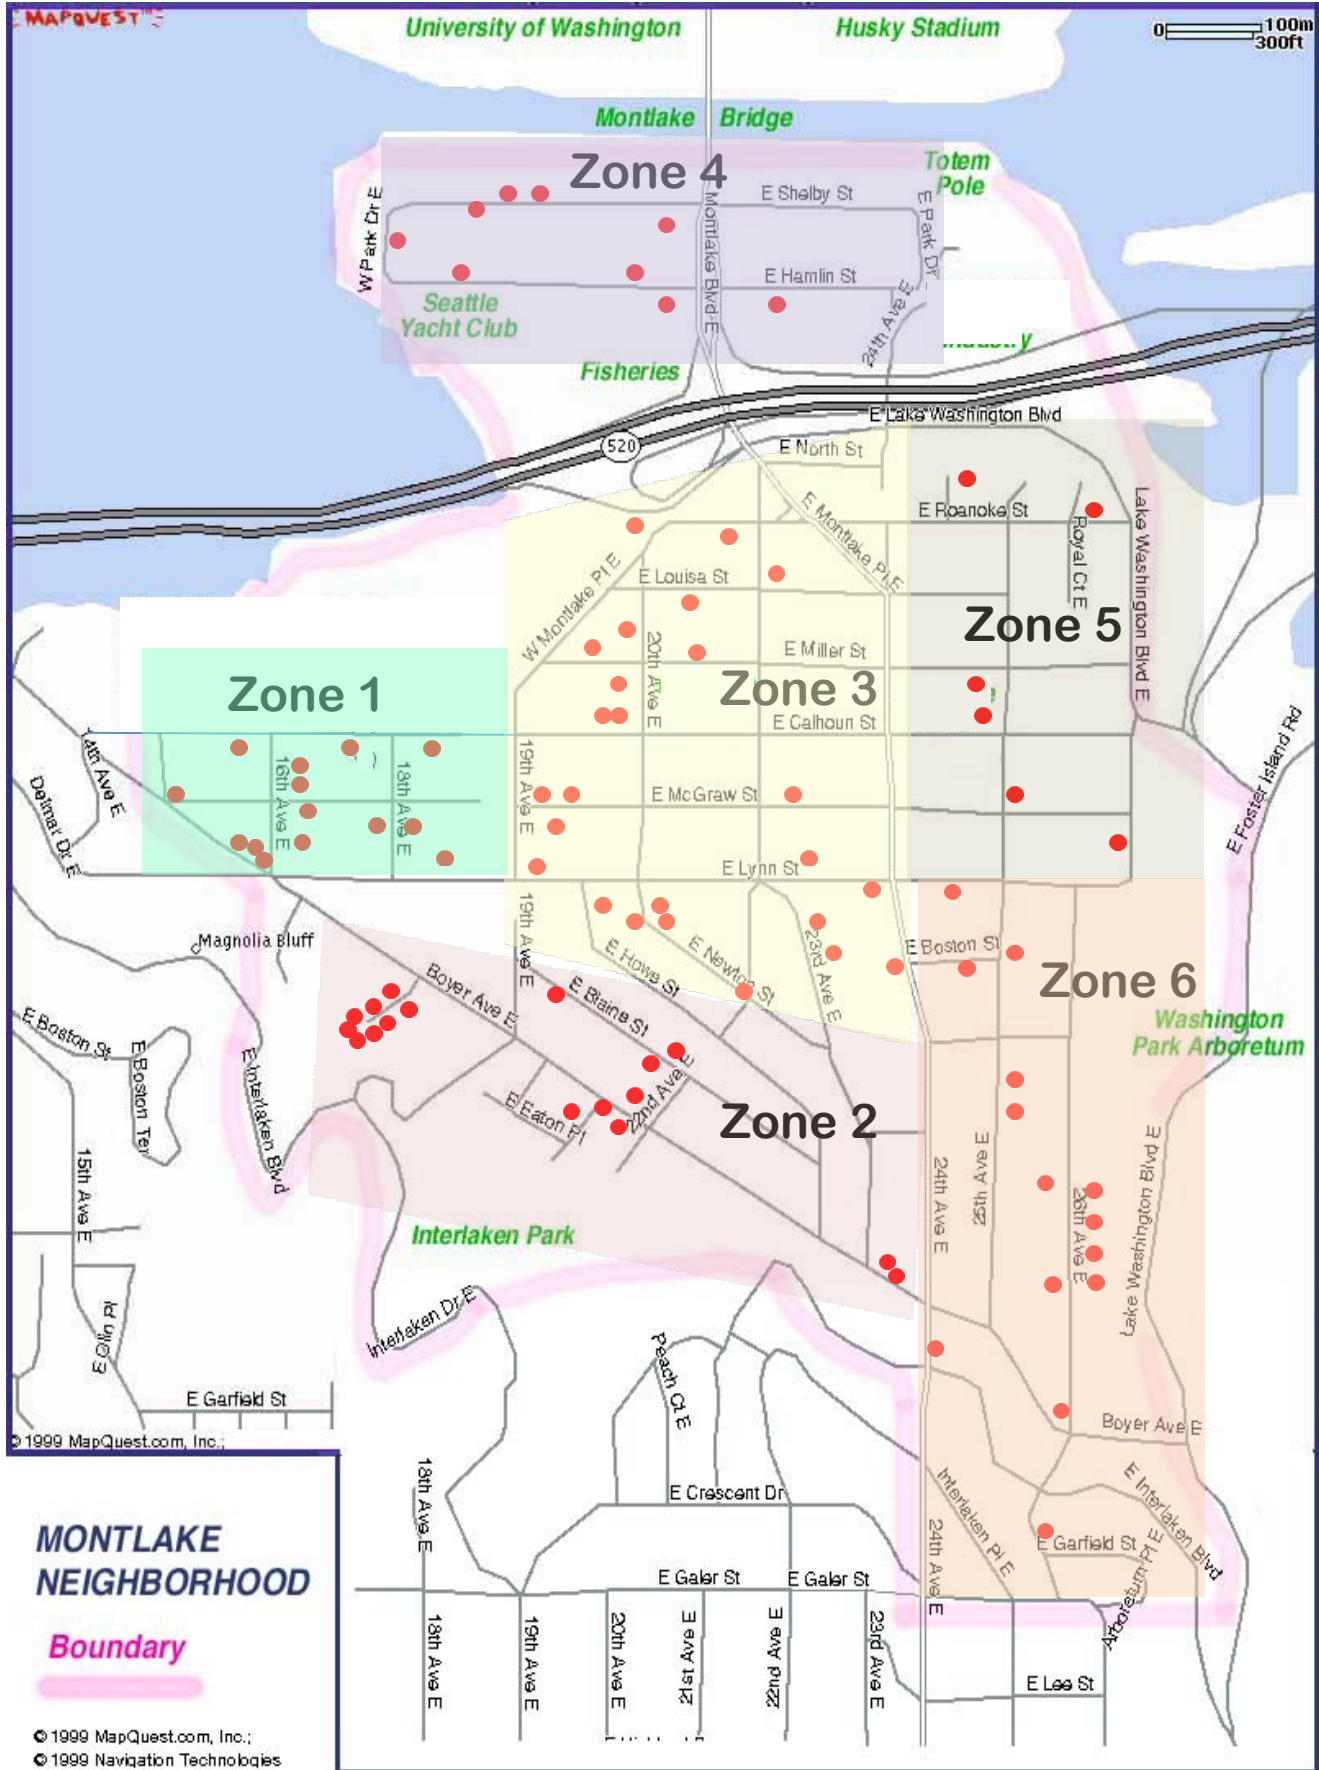 MAPQUEST™
University of Washington
Husky Stadium
0 100m
300ft
Montlake Bridge
Zone 4
Totem
Pole
W Park Dr E
E Shelby St
Montlake Blvd E
E Park Dr
E Hamlin St
Seattle
Yacht Club
24th Ave E
Fisheries
E Lake Washington Blvd
520
E North St
E Roanoke St
E Montlake Pl E
Royal Ct E
Lake Washington Blvd E
W Montlake Pl E
E Louisa St
Zone 5
20th Ave E
E Miller St
Zone 1
Zone 3
E Calhoun St
14th Ave E
16th Ave E
18th Ave E
19th Ave E
E McGraw St
E Foster Island Rd
Delmar Dr E
E Lynn St
19th Ave E
Magnolia Bluff
E Howe St
E Newton St
23rd Ave E
E Boston St
Zone 6
Boyer Ave E
E Blaine St
Washington
Park Arboretum
E Boston St
E Boston Ter
E Interlaken Blvd
22nd Ave E
E Eaton Pl
Zone 2
15th Ave E
24th Ave E
25th Ave E
26th Ave E
Lake Washington Blvd E
Interlaken Park
Interlaken Dr E
E Olin Pl
Peach Ct E
E Garfield St
Boyer Ave E
© 1999 MapQuest.com, Inc.;
18th Ave E
E Crescent Dr
Interlaken Pl E
E Interlaken Blvd
MONTLAKE
NEIGHBORHOOD
24th Ave E
E Garfield St
Arboretum Pl E
E Galer St
E Galer St
Boundary
18th Ave E
19th Ave E
20th Ave E
21st Ave E
22nd Ave E
23rd Ave E
E Lee St
© 1999 MapQuest.com, Inc.;
© 1999 Navigation Technologies